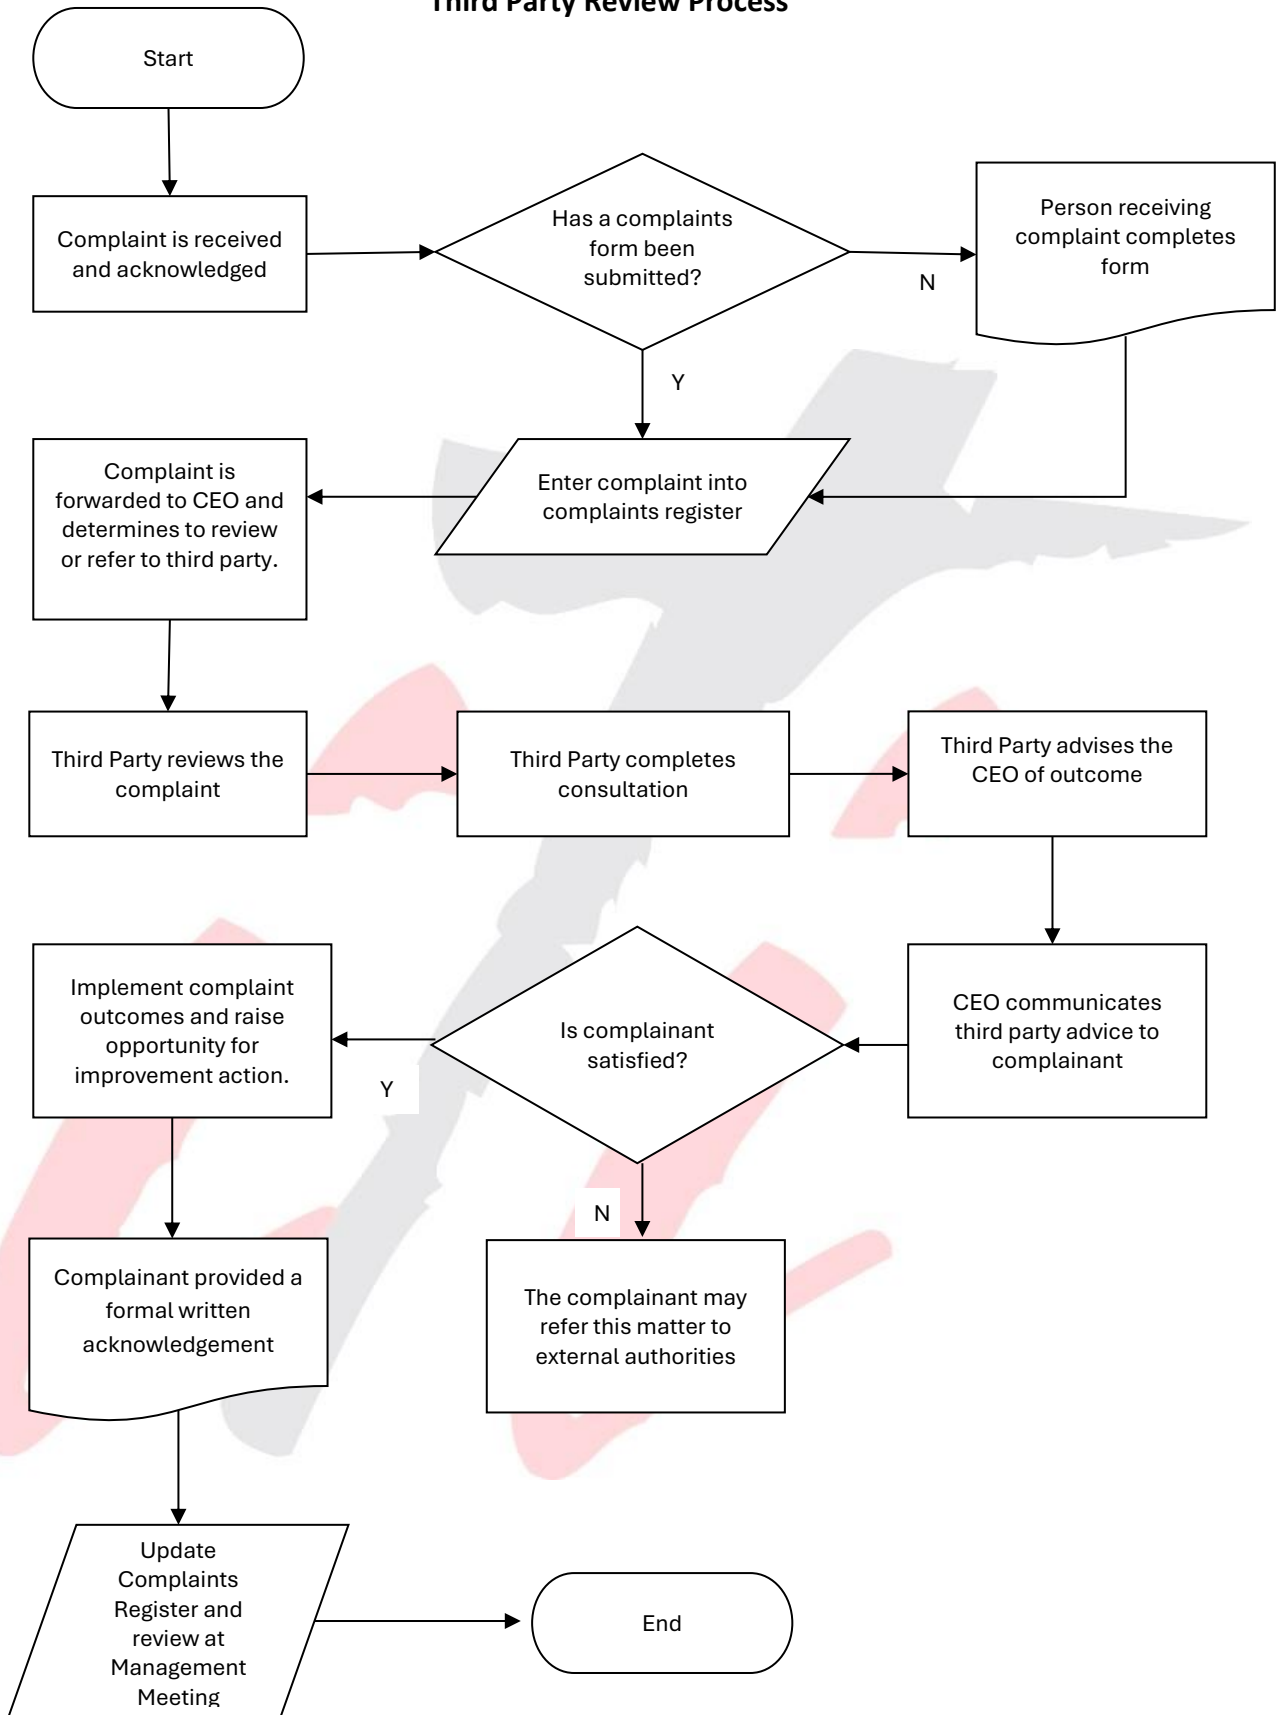 Third Party Review Process
Start
Complaint is received
and acknowledged
Has a complaints
form been
submitted?
N
Person receiving
complaint completes
form
Y
Enter complaint into
complaints register
Complaint is
forwarded to CEO and
determines to review
or refer to third party.
Third Party reviews the
complaint
Third Party completes
consultation
Third Party advises the
CEO of outcome
CEO communicates
third party advice to
complainant
Is complainant
satisfied?
Y
N
Implement complaint
outcomes and raise
opportunity for
improvement action.
The complainant may
refer this matter to
external authorities
Complainant provided a
formal written
acknowledgement
Update
Complaints
Register and
review at
Management
Meeting
End